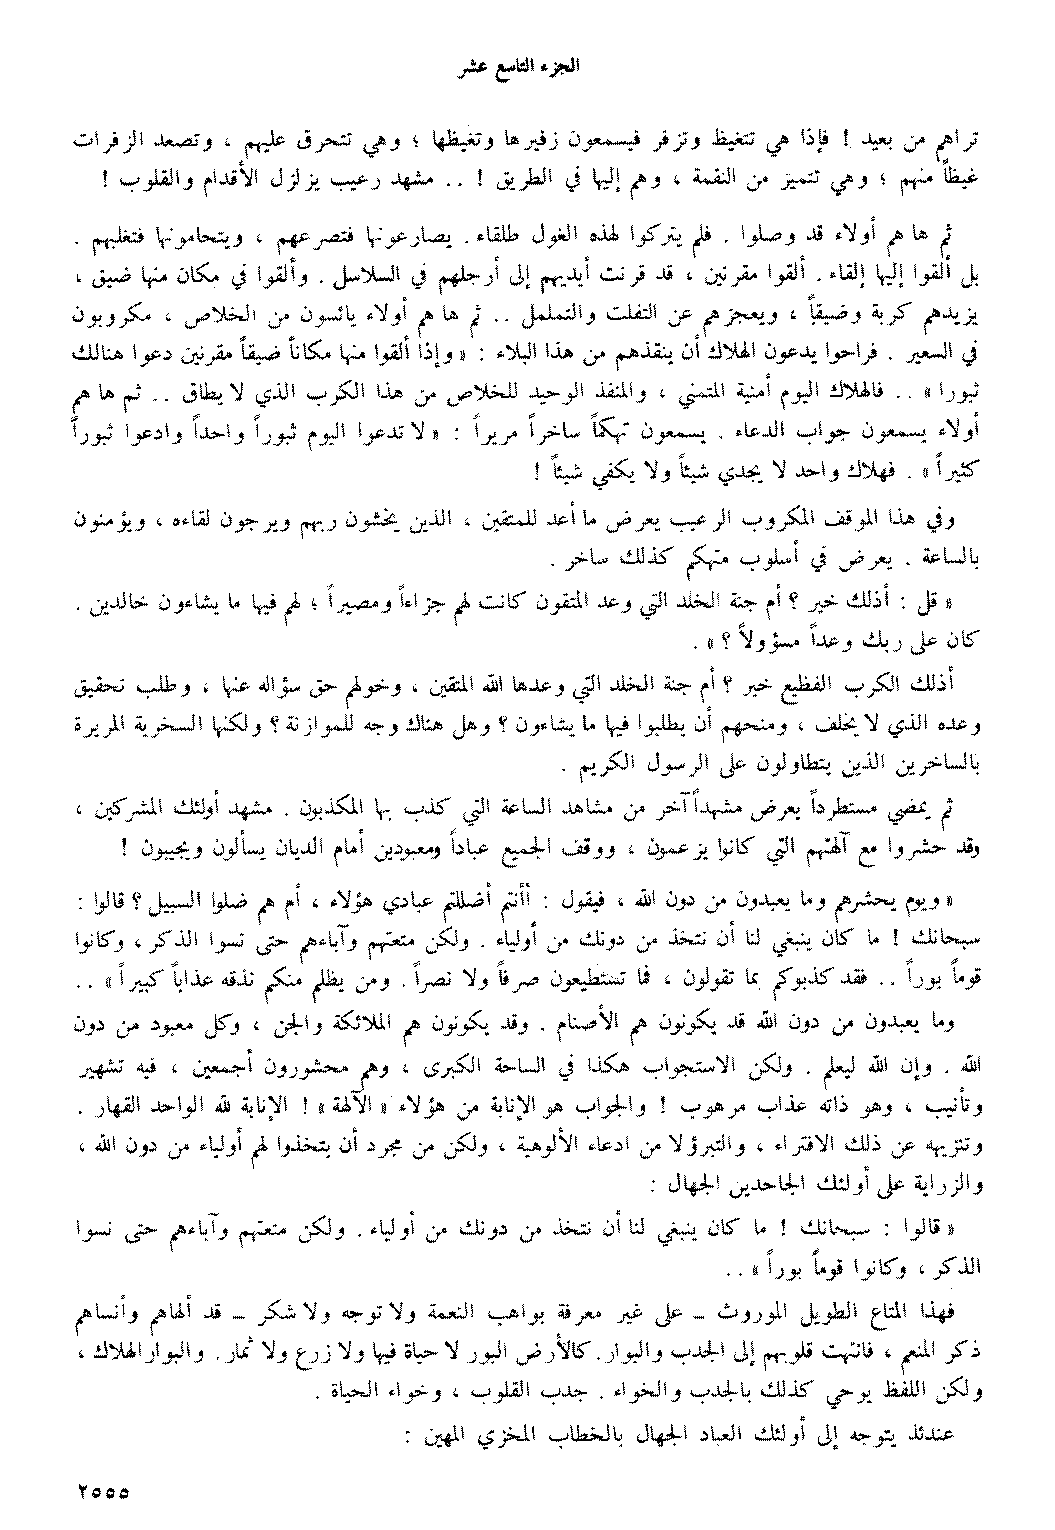 الجزء التاسع عشر
تراهم من بعيد ! فإذا هي تتغيظ وتزفر فيسمعون زفيرها وتغيظها ؛ وهي تتحرق عليهم ، وتصعد الزفرات
غيظاً منهم ؛ وهي تتميز من النقمة ، وهم إليها في الطريق ! .. مشهد رعيب يزلزل الأقدام والقلوب !
ثم ها هم أولاء قد وصلوا . فلم يتركوا لهذه الغول طلقاء. يصارعونها فتصرعهم ، ويتحامونها فتغلبهم .
بل ألقوا إليها إلقاء. ألقوا مقرنين ، قد قرنت أيديهم إلى أرجلهم في السلاسل . وألقوا في مكان منها ضيق ،
يزيدهم كربة وضيقاً ، ويعجزهم عن التفلت والتململ .. ثم ها هم أولاء يائسون من الخلاص ، مكروبون
في السعير . فراحوا يدعون الهلاك أن ينقذهم من هذا البلاء : « وإذا ألقوا منها مكاناً ضيقاً مقرنين دعوا هنالك
ثبورا » .. فالهلاك اليوم أمنية المتمني ، والمنفذ الوحيد للخلاص من هذا الكرب الذي لا يطاق .. ثم ها هم
أولاء يسمعون جواب الدعاء . يسمعون تهكماً ساخراً مريراً : « لا تدعوا اليوم ثبوراً واحداً وادعوا ثبوراً
كثيراً » . فهلاك واحد لا يجدي شيئاً ولا يكفي شيئاً !
وفي هذا الموقف المكروب الرعيب يعرض ما أعد للمتقين ، الذين يخشون ربهم ويرجون لقاءه ، ويؤمنون
بالساعة . يعرض في أسلوب متهكم كذلك ساخر .
« قل : أذلك خير ؟ أم جنة الخلد التي وعد المتقون كانت لهم جزاءاً ومصيراً ؛ لهم فيها ما يشاءون خالدين .
كان على ربك وعداً مسؤولاً ؟ » .
أذلك الكرب الفظيع خير ؟ أم جنة الخلد التي وعدها الله المتقين ، وخولهم حق سؤاله عنها ، وطلب تحقيق
وعده الذي لا يخلف ، ومنحهم أن يطلبوا فيها ما يشاءون ؟ وهل هناك وجه للموازنة ؟ ولكنها السخرية المريرة
بالساخرين الذين يتطاولون على الرسول الكريم .
ثم يمضي مستطرداً يعرض مشهداً آخر من مشاهد الساعة التي كذب بها المكذبون . مشهد أولئك المشركين ،
وقد حشروا مع آلهتهم التي كانوا يزعمون ، ووقف الجميع عباداً ومعبودين أمام الديان يسألون ويجيبون !
« ويوم يحشرهم وما يعبدون من دون الله ، فيقول : أأنتم أضللتم عبادي هؤلاء ، أم هم ضلوا السبيل ؟ قالوا :
سبحانك ! ما كان ينبغي لنا أن نتخذ من دونك من أولياء . ولكن متعتهم وآباءهم حتى نسوا الذكر ، وكانوا
قوماً بوراً .. فقد كذبوكم بما تقولون ، فما تستطيعون صرفاً ولا نصراً . ومن يظلم منكم نذقه عذاباً كبيراً » ..
وما يعبدون من دون الله قد يكونون هم الأصنام . وقد يكونون هم الملائكة والجن ، وكل معبود من دون
الله . وإن الله ليعلم . ولكن الاستجواب هكذا في الساحة الكبرى ، وهم محشورون أجمعين ، فيه تشهير
وتأنيب ، وهو ذاته عذاب مرهوب ! والجواب هو الإنابة من هؤلاء « الآلهة » ! الإنابة لله الواحد القهار .
وتنزيهه عن ذلك الافتراء ، والتبرؤ لا من ادعاء الألوهية ، ولكن من مجرد أن يتخذوا لهم أولياء من دون الله ،
والزراية على أولئك الجاحدين الجهال :
« قالوا : سبحانك ! ما كان ينبغي لنا أن نتخذ من دونك من أولياء . ولكن متعتهم وآباءهم حتى نسوا
الذكر ، وكانوا قوماً بوراً » ..
فهذا المتاع الطويل الموروث – على غير معرفة بواهب النعمة ولا توجه ولا شكر – قد ألهاهم وأنساهم
ذكر المنعم ، فانتهت قلوبهم إلى الجدب والبوار. كالأرض البور لا حياة فيها ولا زرع ولا ثمار. والبوار الهلاك ،
ولكن اللفظ يوحي كذلك بالجدب والخواء . جدب القلوب ، وخواء الحياة .
عندئذ يتوجه إلى أولئك العباد الجهال بالخطاب المخزي المهين :
٢٥٥٥